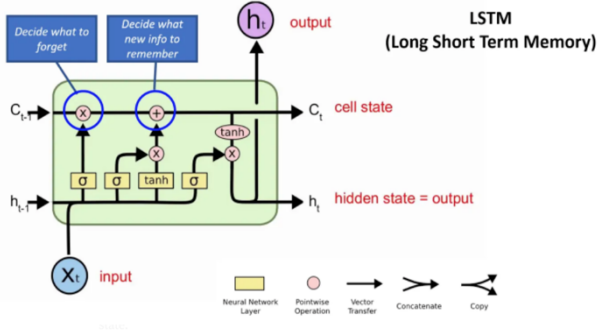 LSTM
(Long Short Term Memory)
Decide what to
forget
Decide what
new info to
remember
hₜ
output
Cₜ₋₁
x
+
Cₜ
cell state
tanh
x
x
σ
σ
tanh
σ
hₜ₋₁
hₜ
hidden state = output
Xₜ
input
Neural Network
Layer
Pointwise
Operation
Vector
Transfer
Concatenate
Copy